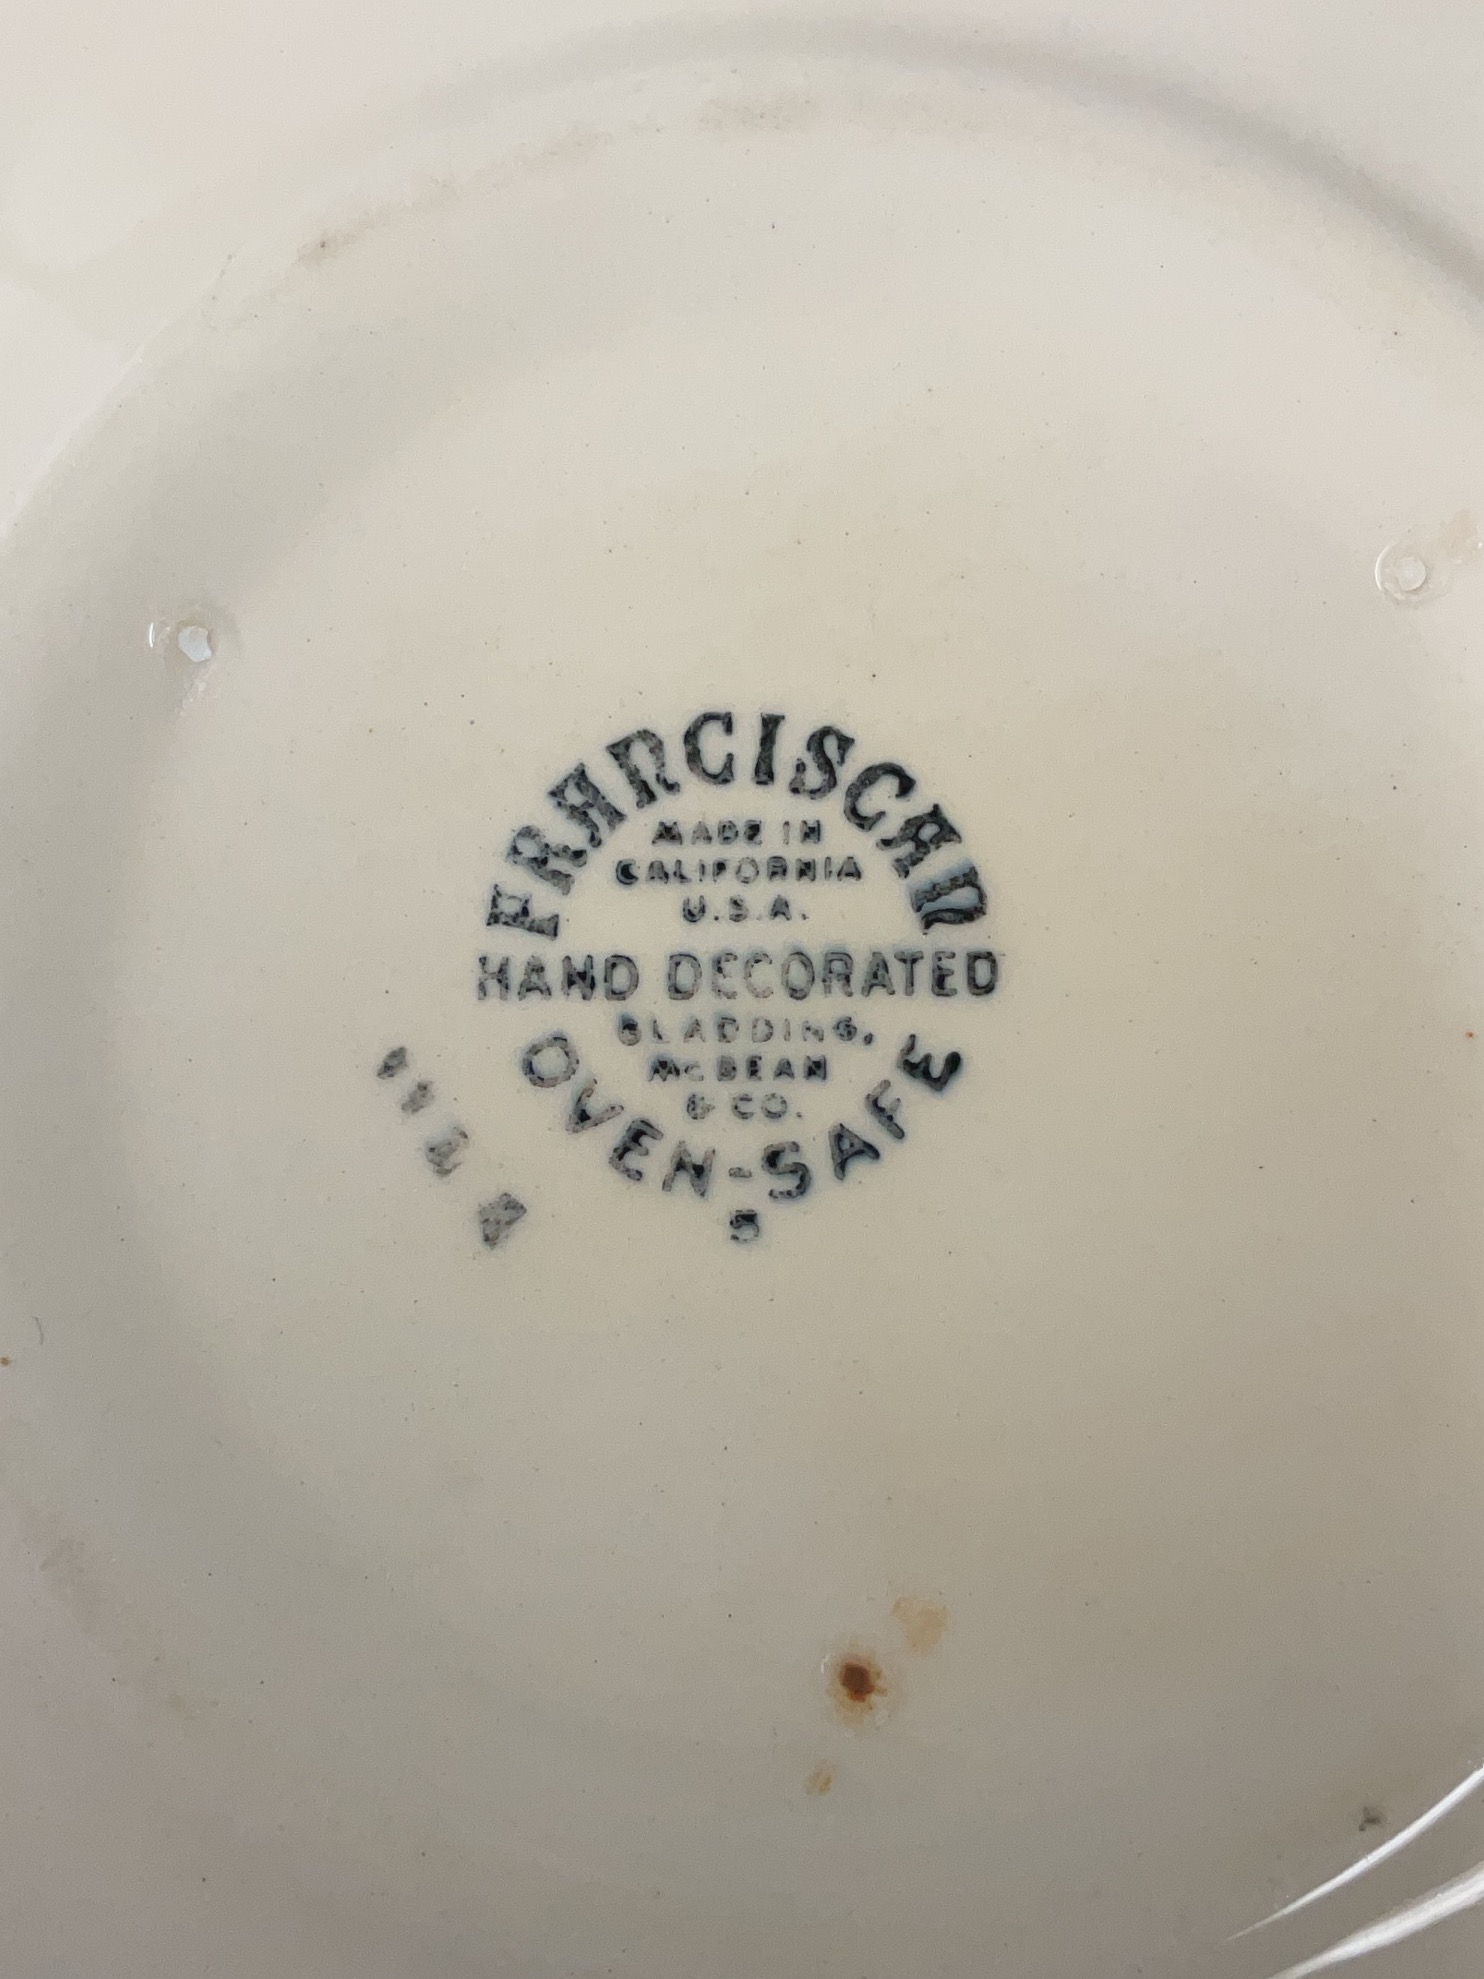 FRANCISCAN
MADE IN
CALIFORNIA
U.S.A.
HAND DECORATED
GLADDING,
McBEAN
& CO.
OVEN-SAFE
5